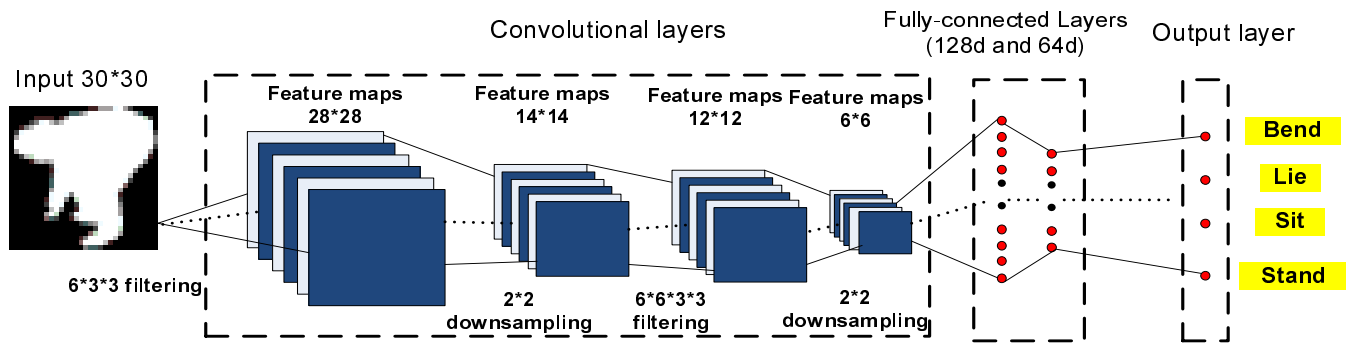 Convolutional layers
Fully-connected Layers
(128d and 64d)
Output layer
Input 30*30
Feature maps
28*28
Feature maps
14*14
Feature maps
12*12
Feature maps
6*6
Bend
Lie
Sit
Stand
6*3*3 filtering
2*2
downsampling
6*6*3*3
filtering
2*2
downsampling